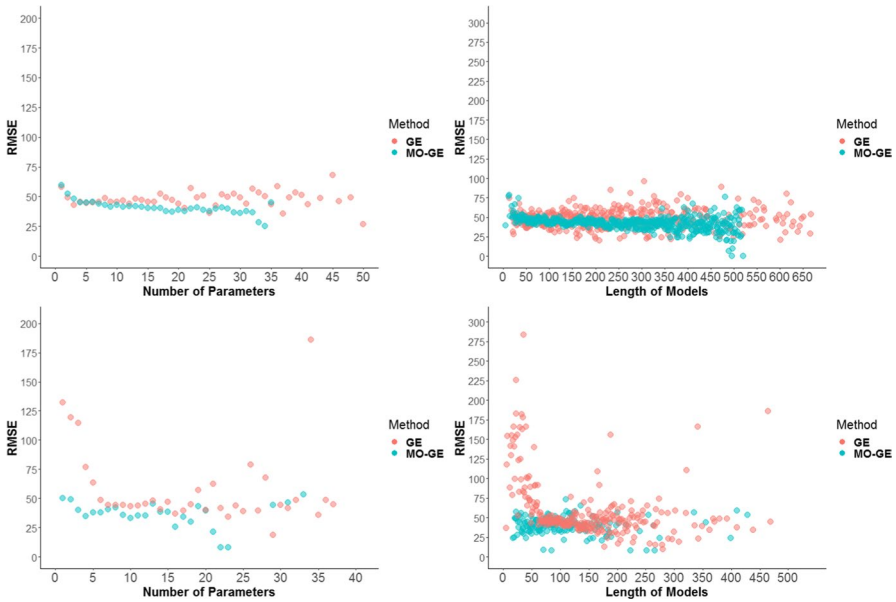 200
175
150
125
100
75
50
25
0
RMSE
0 5 10 15 20 25 30 35 40 45 50
Number of Parameters
Method
GE
MO-GE
300
275
250
225
200
175
150
125
100
75
50
25
0
RMSE
0 50 100 150 200 250 300 350 400 450 500 550 600 650
Length of Models
Method
GE
MO-GE
200
175
150
125
100
75
50
25
0
RMSE
0 5 10 15 20 25 30 35 40
Number of Parameters
Method
GE
MO-GE
300
275
250
225
200
175
150
125
100
75
50
25
0
RMSE
0 50 100 150 200 250 300 350 400 450 500
Length of Models
Method
GE
MO-GE